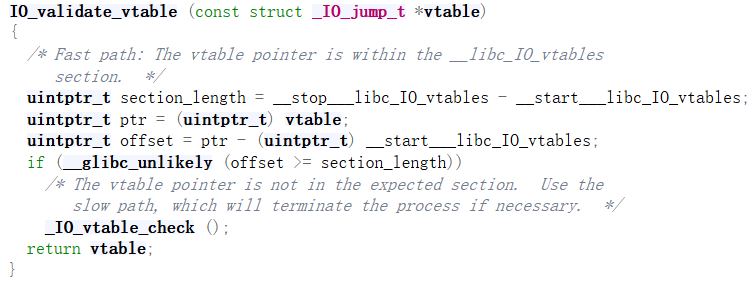 IO_validate_vtable (const struct _IO_jump_t *vtable)
{
/* Fast path: The vtable pointer is within the __libc_IO_vtables
section.  */
uintptr_t section_length = __stop___libc_IO_vtables - __start___libc_IO_vtables;
uintptr_t ptr = (uintptr_t) vtable;
uintptr_t offset = ptr - (uintptr_t) __start___libc_IO_vtables;
if (__glibc_unlikely (offset >= section_length))
/* The vtable pointer is not in the expected section.  Use the
slow path, which will terminate the process if necessary.  */
_IO_vtable_check ();
return vtable;
}